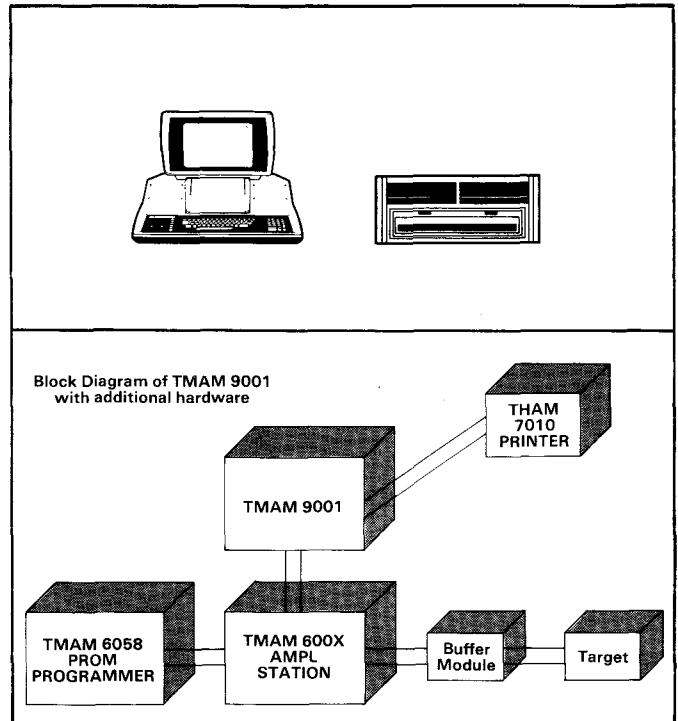 Block Diagram of TMAM 9001
with additional hardware
THAM
7010
PRINTER
TMAM 9001
TMAM 6058
PROM
PROGRAMMER
TMAM 600X
AMPL
STATION
Buffer
Module
Target